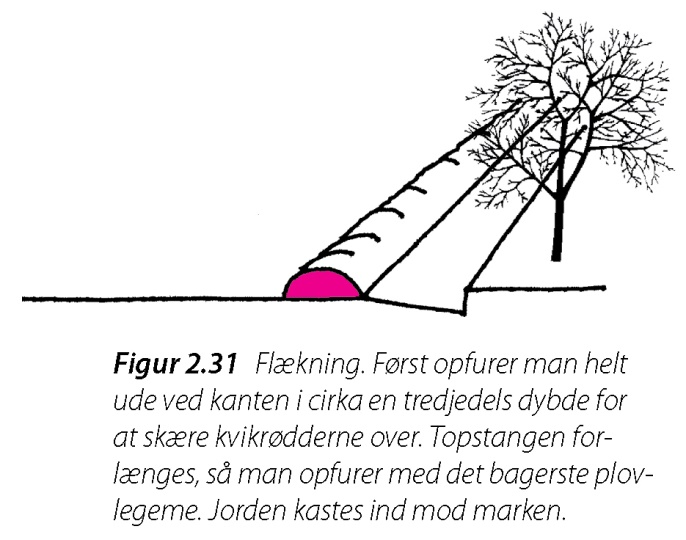 Figur 2.31 Flækning. Først opfurer man helt
ude ved kanten i cirka en tredjedels dybde for
at skære kvikrødderne over. Topstangen for-
længes, så man opfurer med det bagerste plov-
legeme. Jorden kastes ind mod marken.